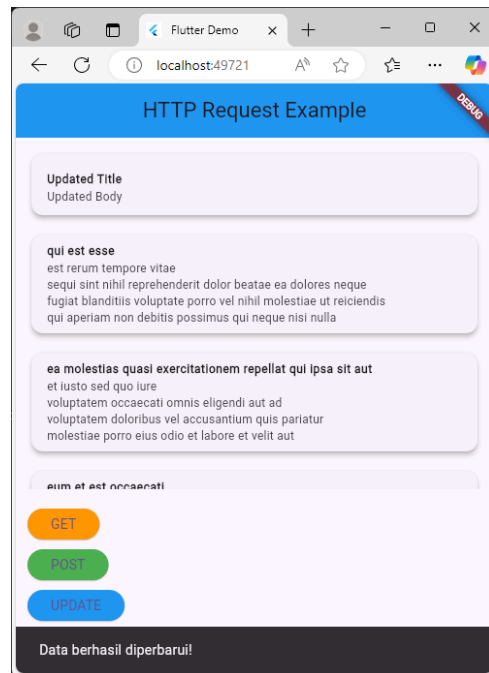 Flutter Demo
localhost:49721
HTTP Request Example
DEBUG
Updated Title
Updated Body
qui est esse
est rerum tempore vitae
sequi sint nihil reprehenderit dolor beatae ea dolores neque
fugiat blanditiis voluptate porro vel nihil molestiae ut reiciendis
qui aperiam non debitis possimus qui neque nisi nulla
ea molestias quasi exercitationem repellat qui ipsa sit aut
et iusto sed quo iure
voluptatem occaecati omnis eligendi aut ad
voluptatem doloribus vel accusantium quis pariatur
molestiae porro eius odio et labore et velit aut
eum et est occaecati
GET
POST
UPDATE
Data berhasil diperbarui!